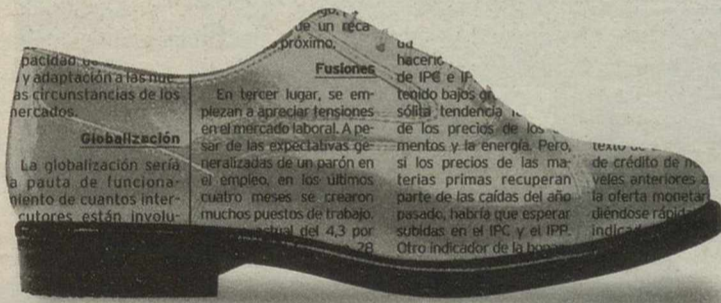 de un reca
próximo,
pacidad
y adaptación a las nue
as circunstancias de los
mercados.
Globalización
La globalización sería
a pauta de funciona-
miento de cuantos inter-
cutores están involu-
Fusiones
En tercer lugar, se em-
piezan a apreciar tensiones
en el mercado laboral. A pe-
sar de las expectativas ge-
neralizadas de un parón en
el empleo, en los últimos
cuatro meses se crearon
muchos puestos de trabajo.
del 4,3 por
28
de IPC e
tenido bajos
sólita tendencia
de los precios de los
mentos y la energía. Pero,
si los precios de las ma-
terias primas recuperan
parte de las caídas del año
pasado, habría que esperar
subidas en el IPC y el IPP.
Otro indicador de la
de crédito de
veles anteriores a
la oferta monetar
diéndose